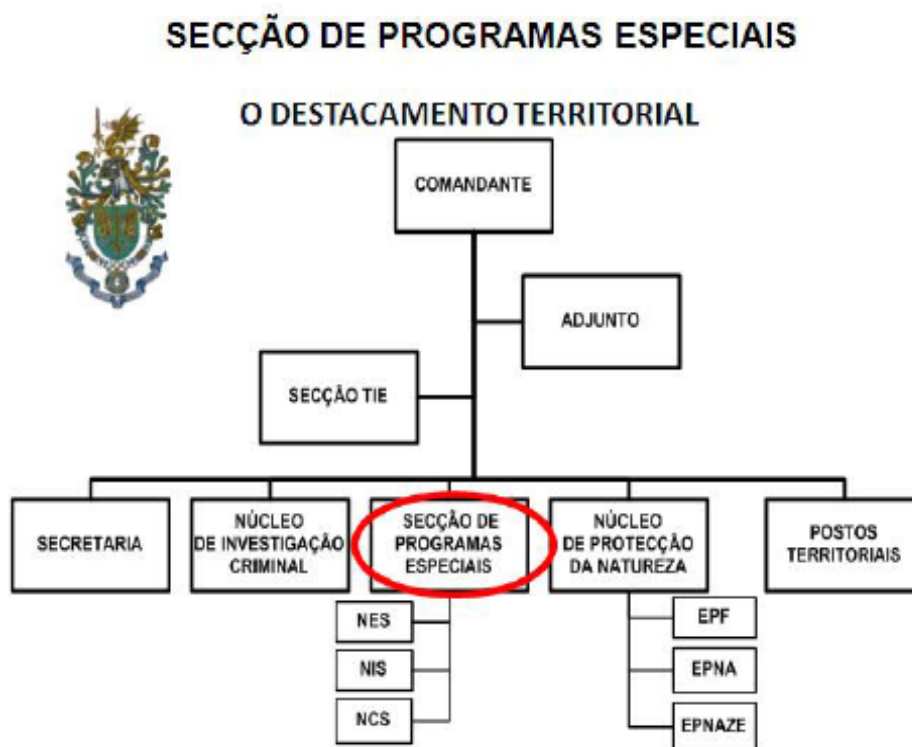 SECÇÃO DE PROGRAMAS ESPECIAIS
O DESTACAMENTO TERRITORIAL
COMANDANTE
ADJUNTO
SECÇÃO TIE
SECRETARIA
NÚCLEO
DE INVESTIGAÇÃO
CRIMINAL
SECÇÃO DE
PROGRAMAS
ESPECIAIS
NÚCLEO
DE PROTECÇÃO
DA NATUREZA
POSTOS
TERRITORIAIS
NES
NIS
NCS
EPF
EPNA
EPNAZE